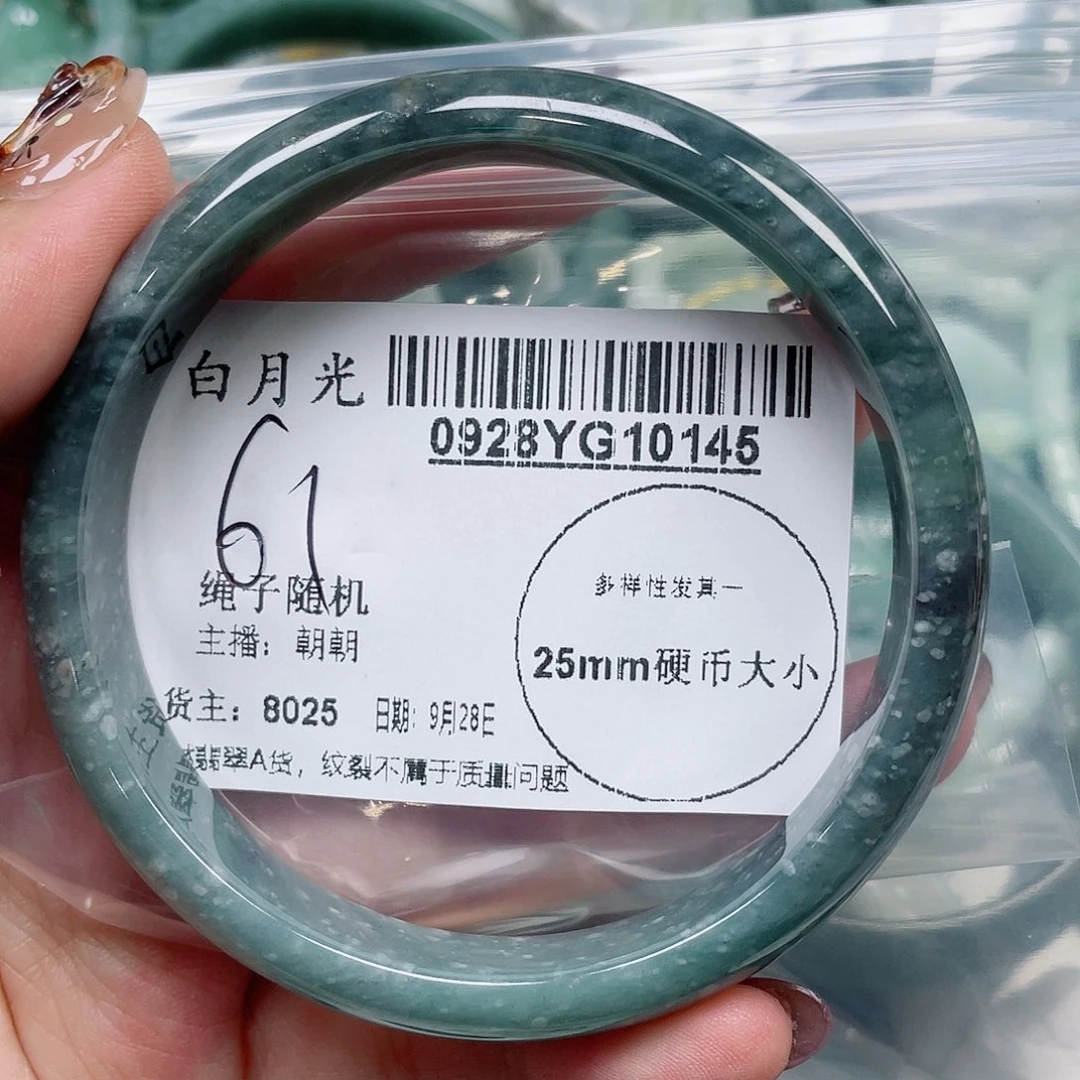 白月光
0928YG10145
61
绳子随机
主播：朝朝
货主：8025 日期：9月28日
翡翠A货，纹裂不属于质量问题
多样性发其一
25mm硬币大小